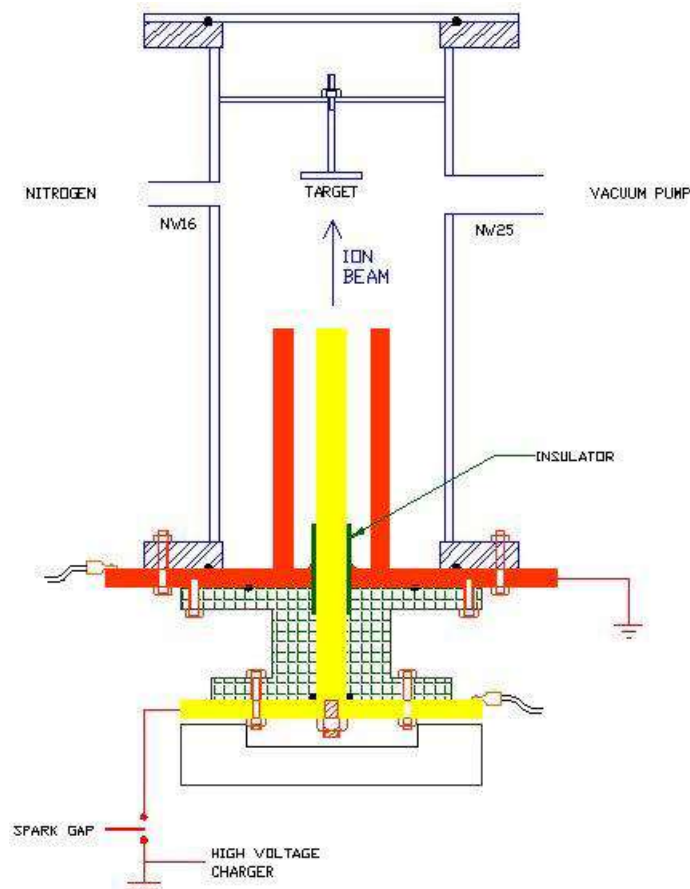 NITROGEN
TARGET
VACUUM PUMP
NW16
NW25
ION
BEAM
INSULATOR
SPARK GAP
HIGH VOLTAGE
CHARGER